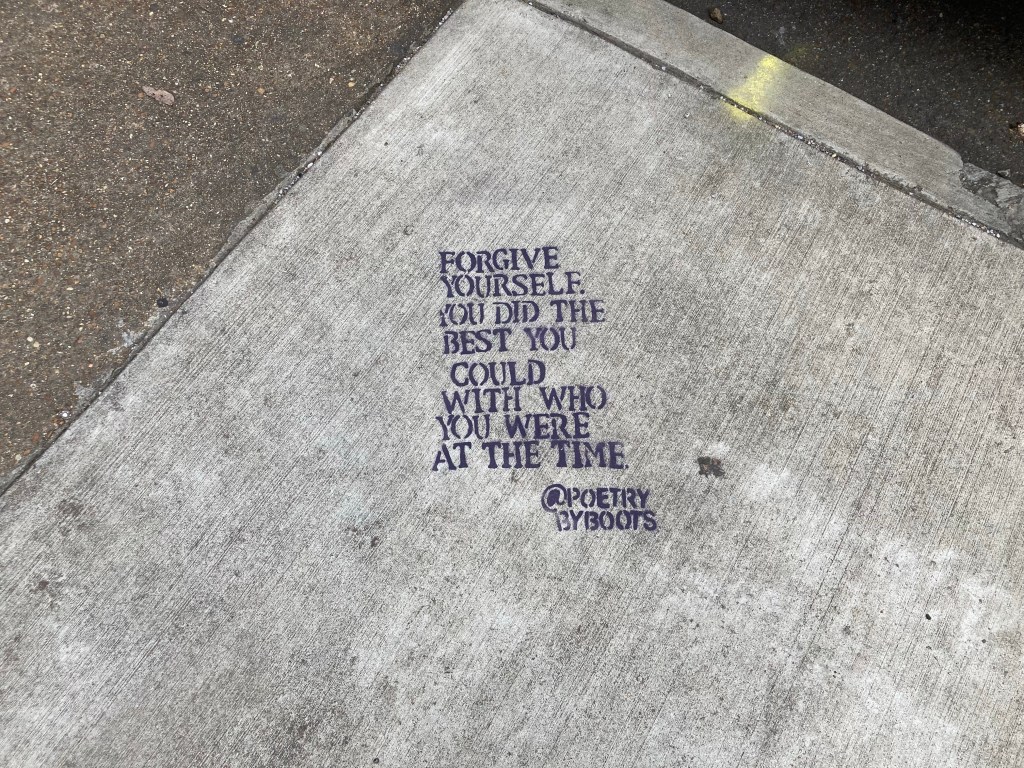 FORGIVE
YOURSELF.
YOU DID THE
BEST YOU
COULD
WITH WHO
YOU WERE
AT THE TIME.
@POETRY
BYBOOTS